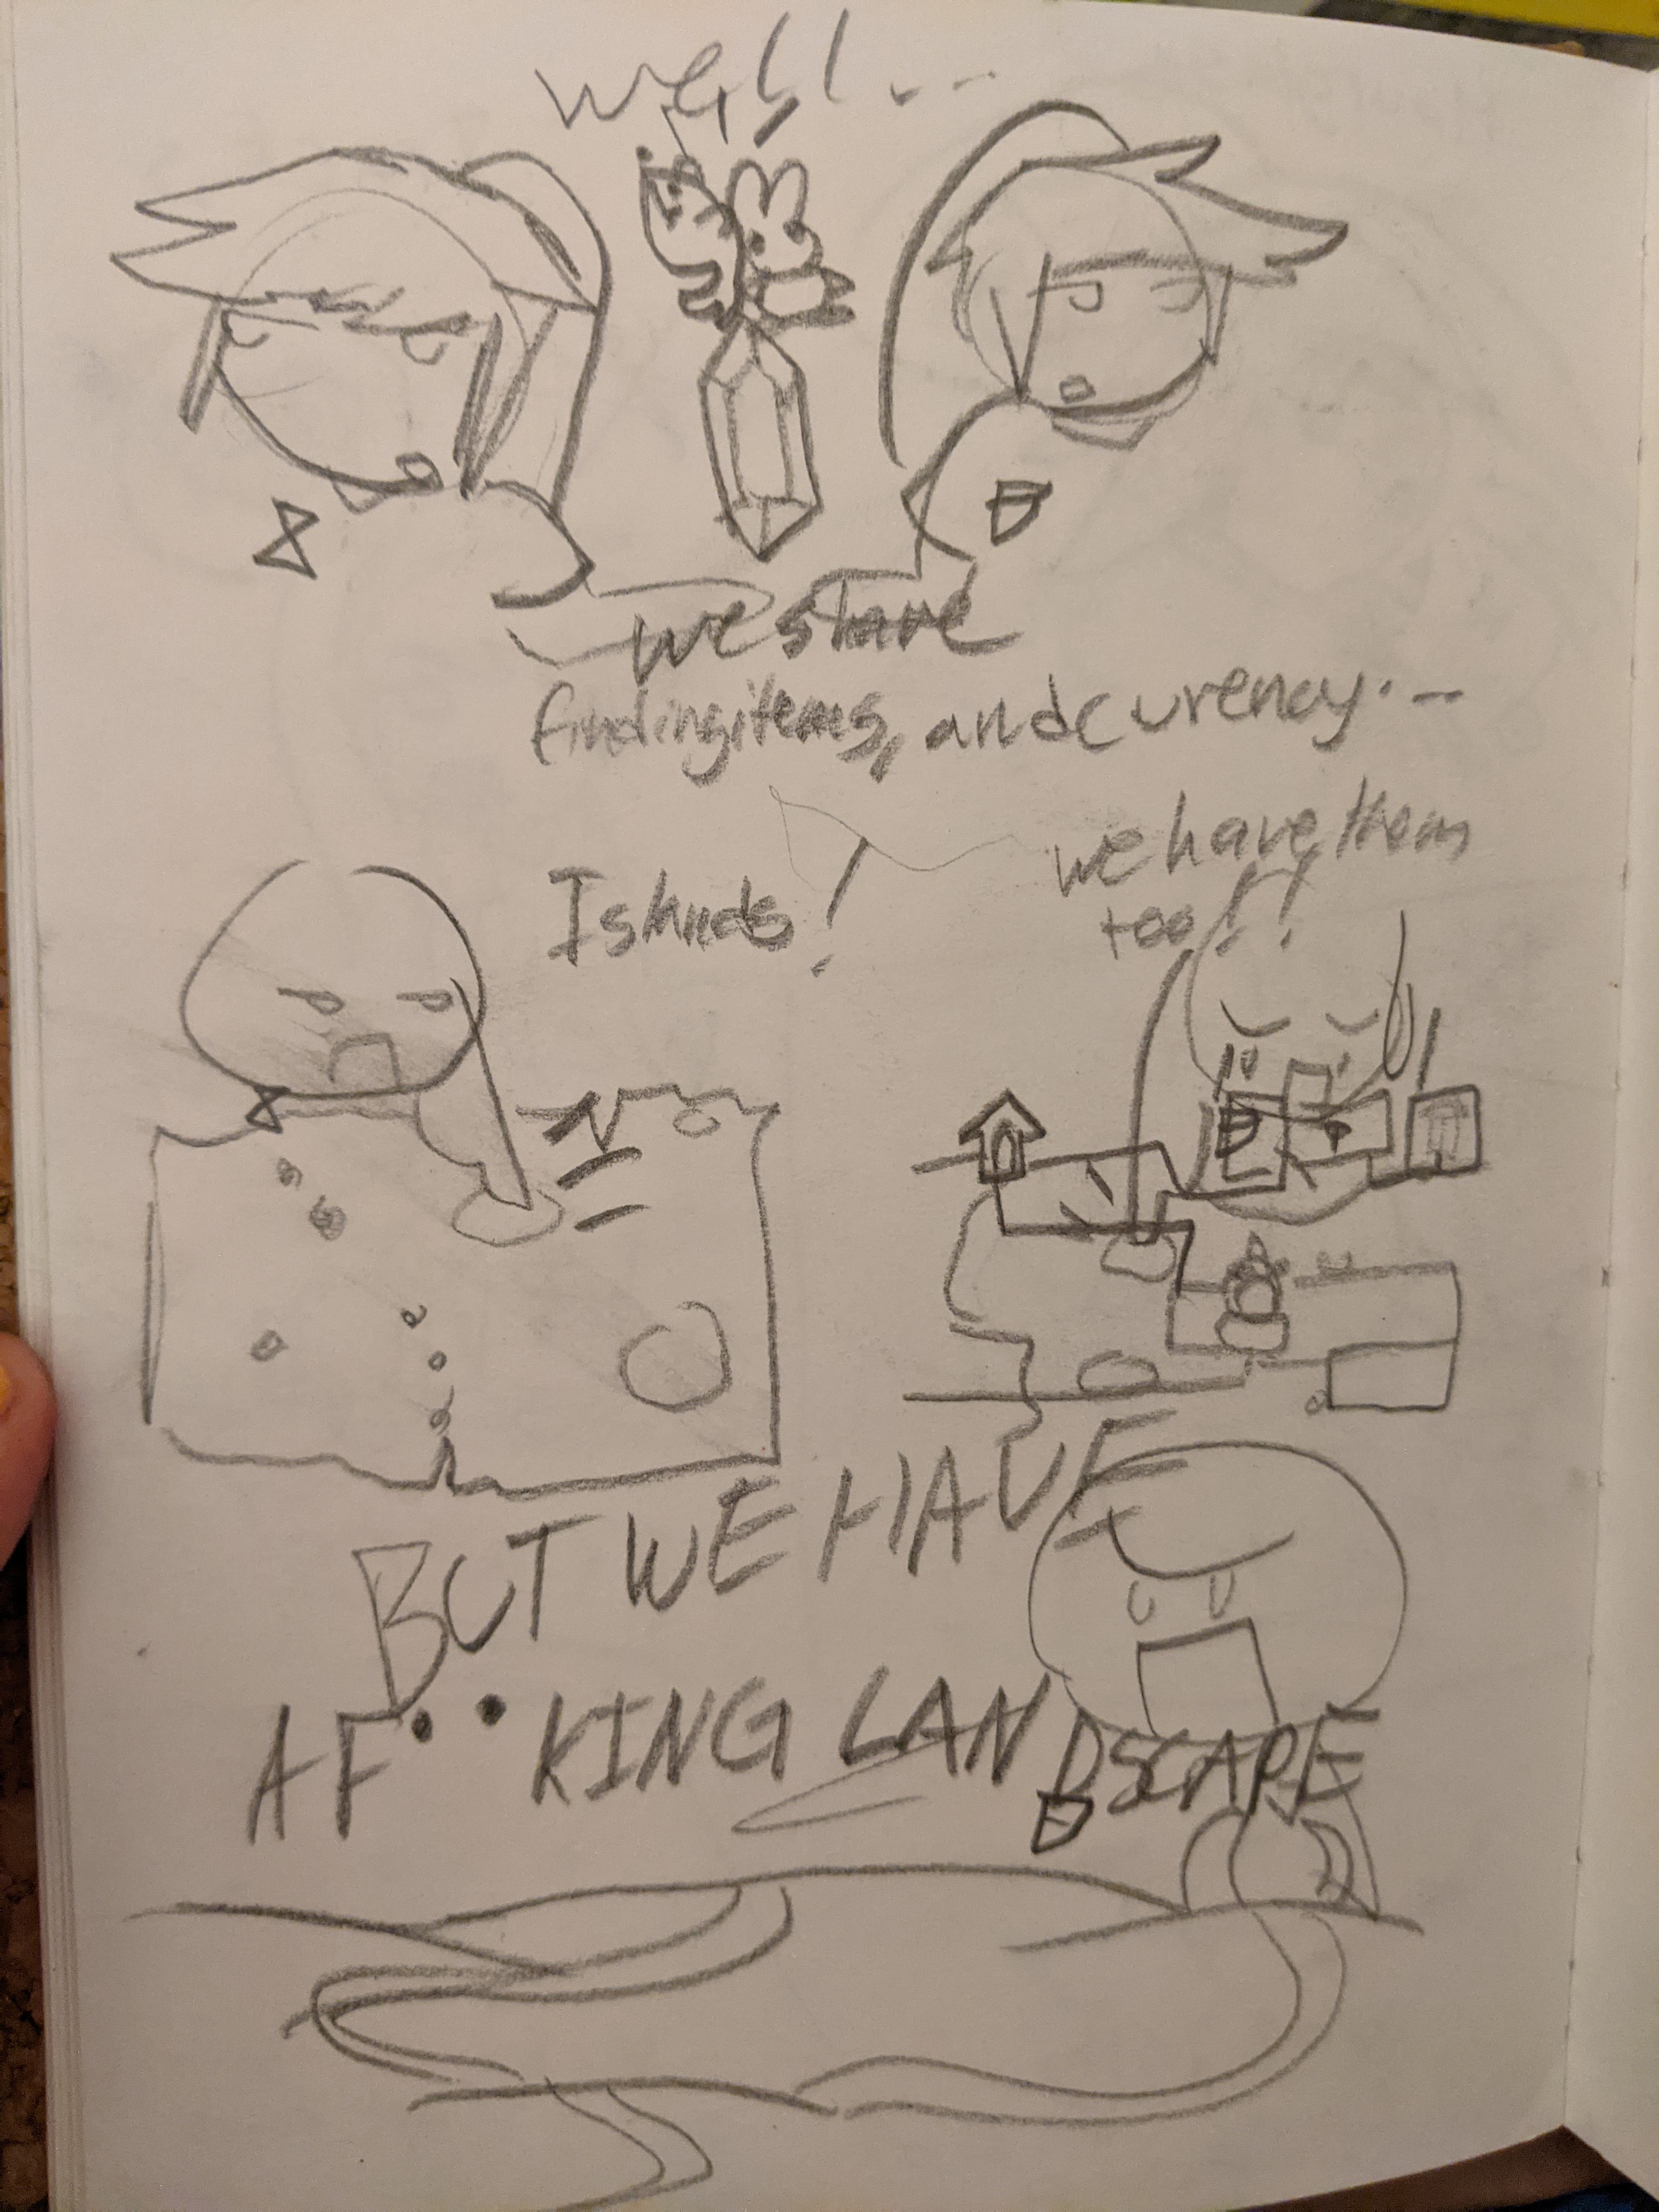 well...
we share
finding items, and curency...
Islands!
we have them
too!!
BUT WE HAVE
A F••KING LANDSCAPE